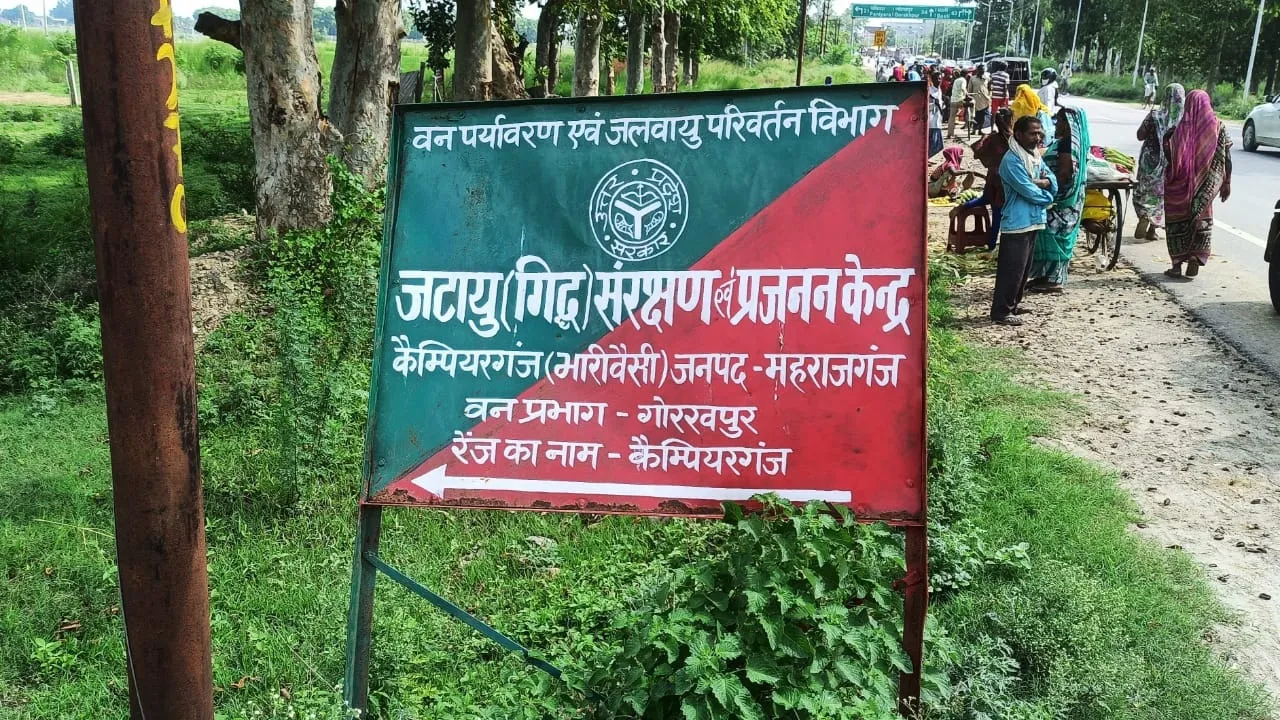 वन पर्यावरण एवं जलवायु परिवर्तन विभाग
उत्तर प्रदेश
सरकार
जटायु (गिद्ध) संरक्षण एवं प्रजनन केन्द्र
कैम्पियरगंज (भारीवैसी) जनपद - महराजगंज
वन प्रभाग - गोरखपुर
रेंज का नाम - कैम्पियरगंज